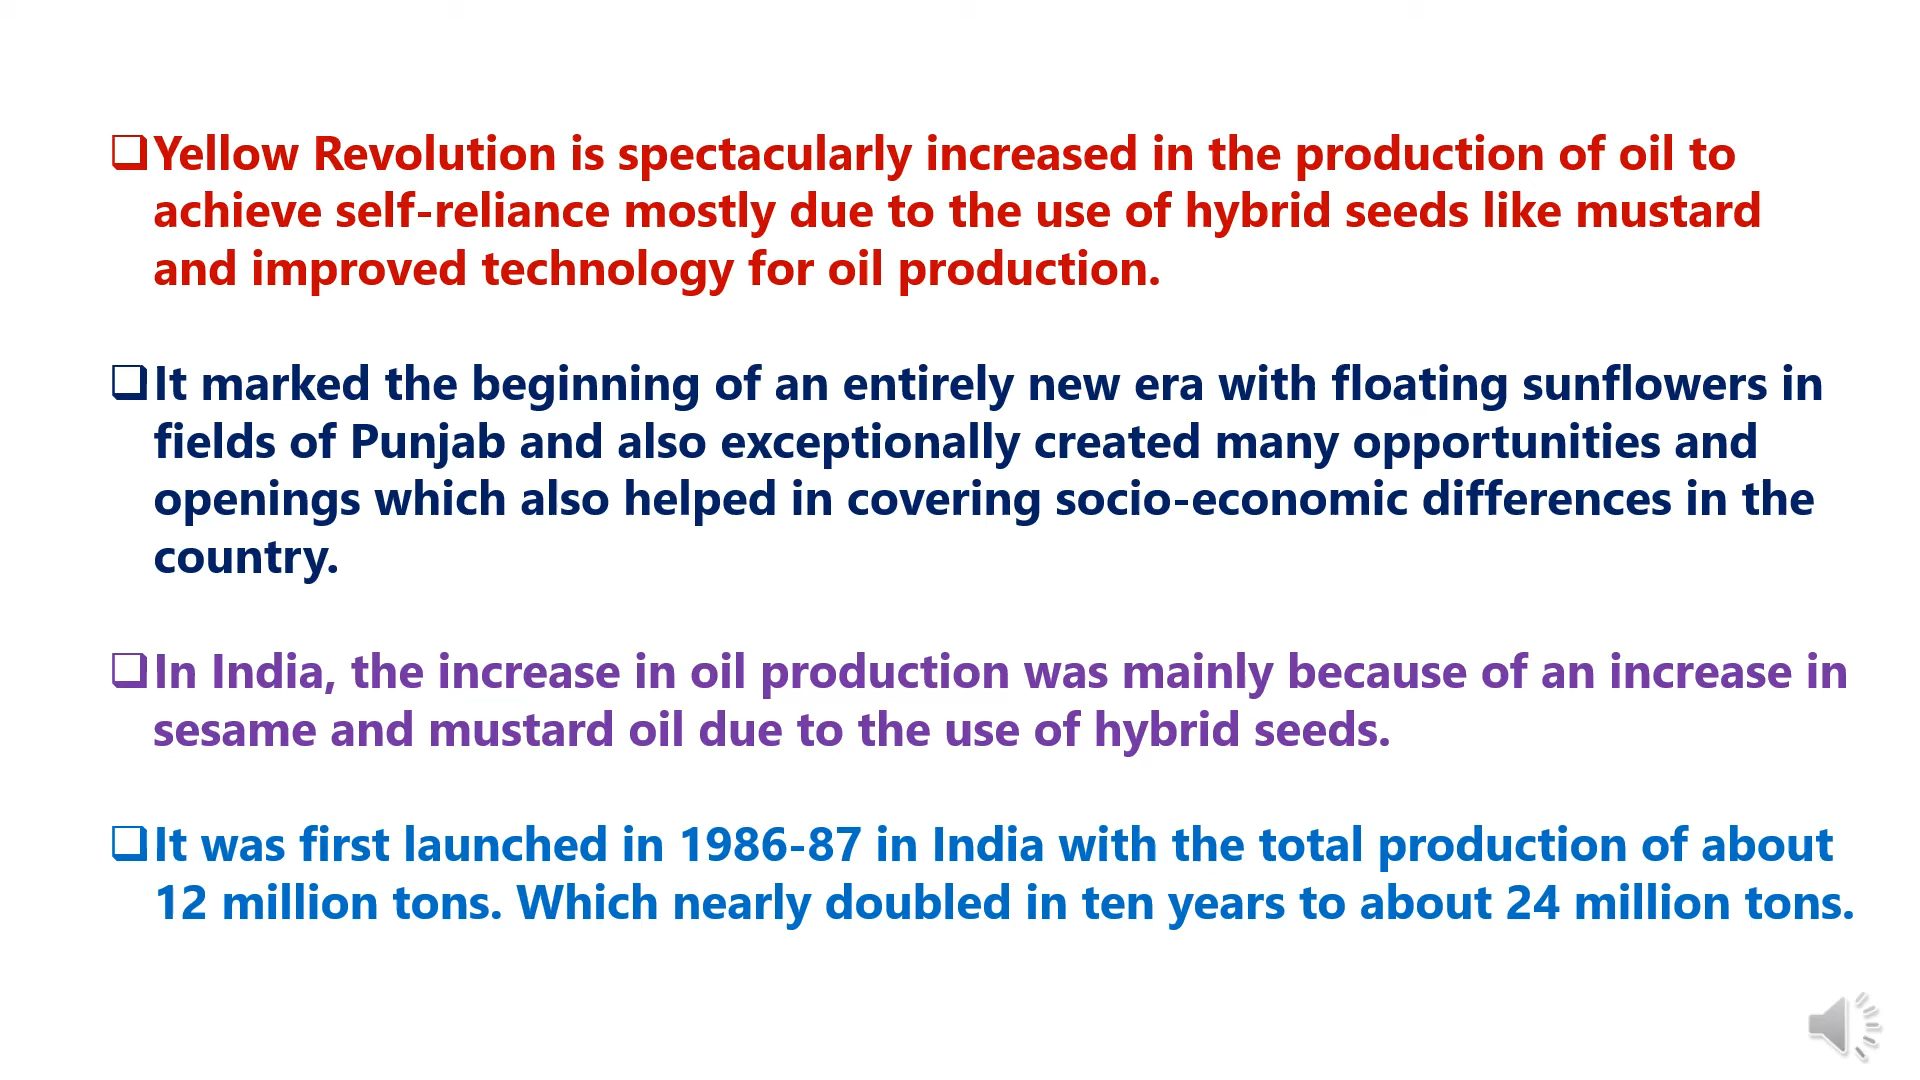 ❑Yellow Revolution is spectacularly increased in the production of oil to
achieve self-reliance mostly due to the use of hybrid seeds like mustard
and improved technology for oil production.
❑It marked the beginning of an entirely new era with floating sunflowers in
fields of Punjab and also exceptionally created many opportunities and
openings which also helped in covering socio-economic differences in the
country.
❑In India, the increase in oil production was mainly because of an increase in
sesame and mustard oil due to the use of hybrid seeds.
❑It was first launched in 1986-87 in India with the total production of about
12 million tons. Which nearly doubled in ten years to about 24 million tons.